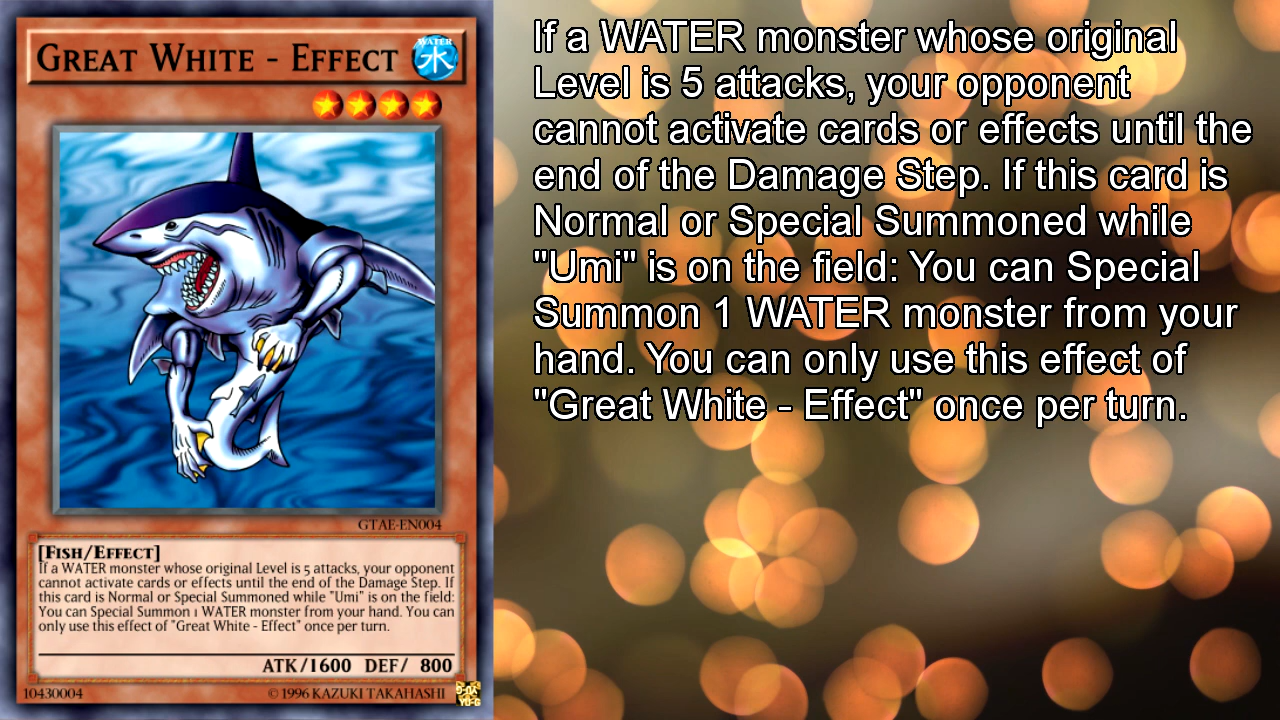 GREAT WHITE - EFFECT
WATER
水
GTAE-EN004
[FISH/EFFECT]
If a WATER monster whose original Level is 5 attacks, your opponent
cannot activate cards or effects until the end of the Damage Step. If
this card is Normal or Special Summoned while "Umi" is on the field:
You can Special Summon 1 WATER monster from your hand. You can
only use this effect of "Great White - Effect" once per turn.
ATK/1600 DEF/ 800
10430004
© 1996 KAZUKI TAKAHASHI
If a WATER monster whose original
Level is 5 attacks, your opponent
cannot activate cards or effects until the
end of the Damage Step. If this card is
Normal or Special Summoned while
"Umi" is on the field: You can Special
Summon 1 WATER monster from your
hand. You can only use this effect of
"Great White - Effect" once per turn.